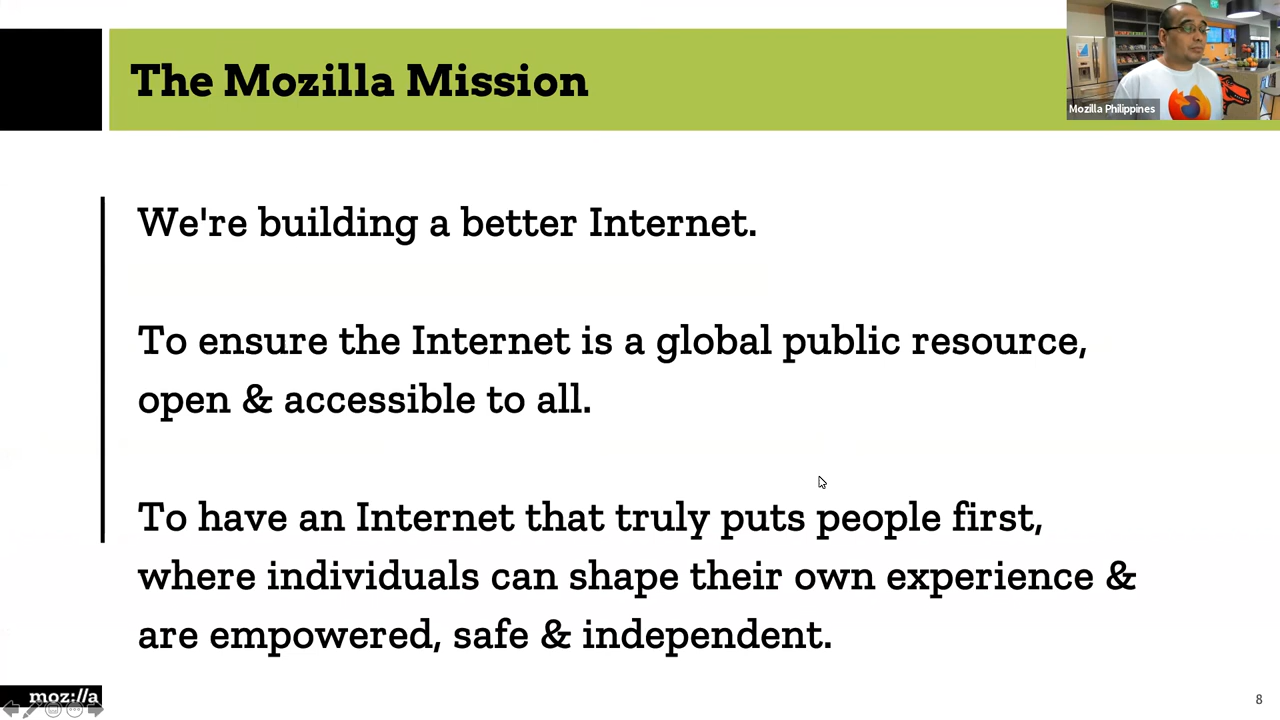 The Mozilla Mission
Mozilla Philippines
We're building a better Internet.
To ensure the Internet is a global public resource,
open & accessible to all.
To have an Internet that truly puts people first,
where individuals can shape their own experience &
are empowered, safe & independent.
moz://a
8